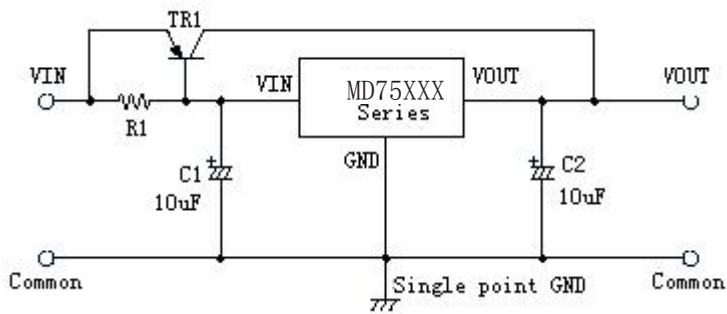 TR1
VIN
VIN
MD75XXX
Series
VOUT
VOUT
R1
GND
C1
10uF
C2
10uF
Common
Single point GND
Common